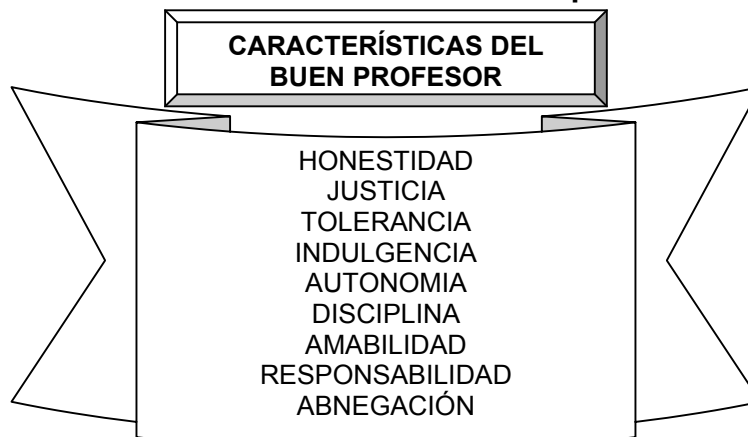 CARACTERÍSTICAS DEL
BUEN PROFESOR
HONESTIDAD
JUSTICIA
TOLERANCIA
INDULGENCIA
AUTONOMIA
DISCIPLINA
AMABILIDAD
RESPONSABILIDAD
ABNEGACIÓN